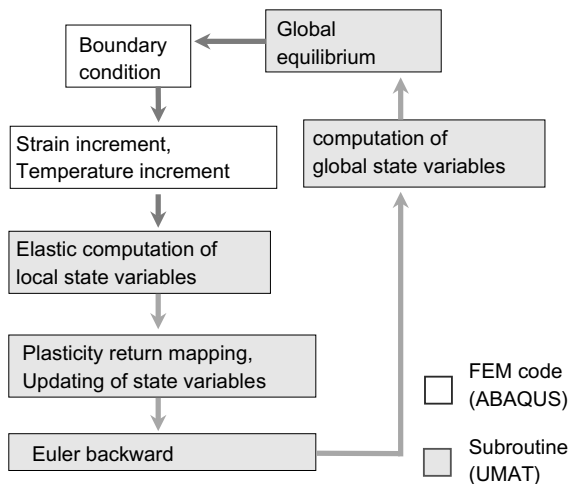 Global
equilibrium
Boundary
condition
Strain increment,
Temperature increment
computation of
global state variables
Elastic computation of
local state variables
Plasticity return mapping,
Updating of state variables
Euler backward
FEM code
(ABAQUS)
Subroutine
(UMAT)